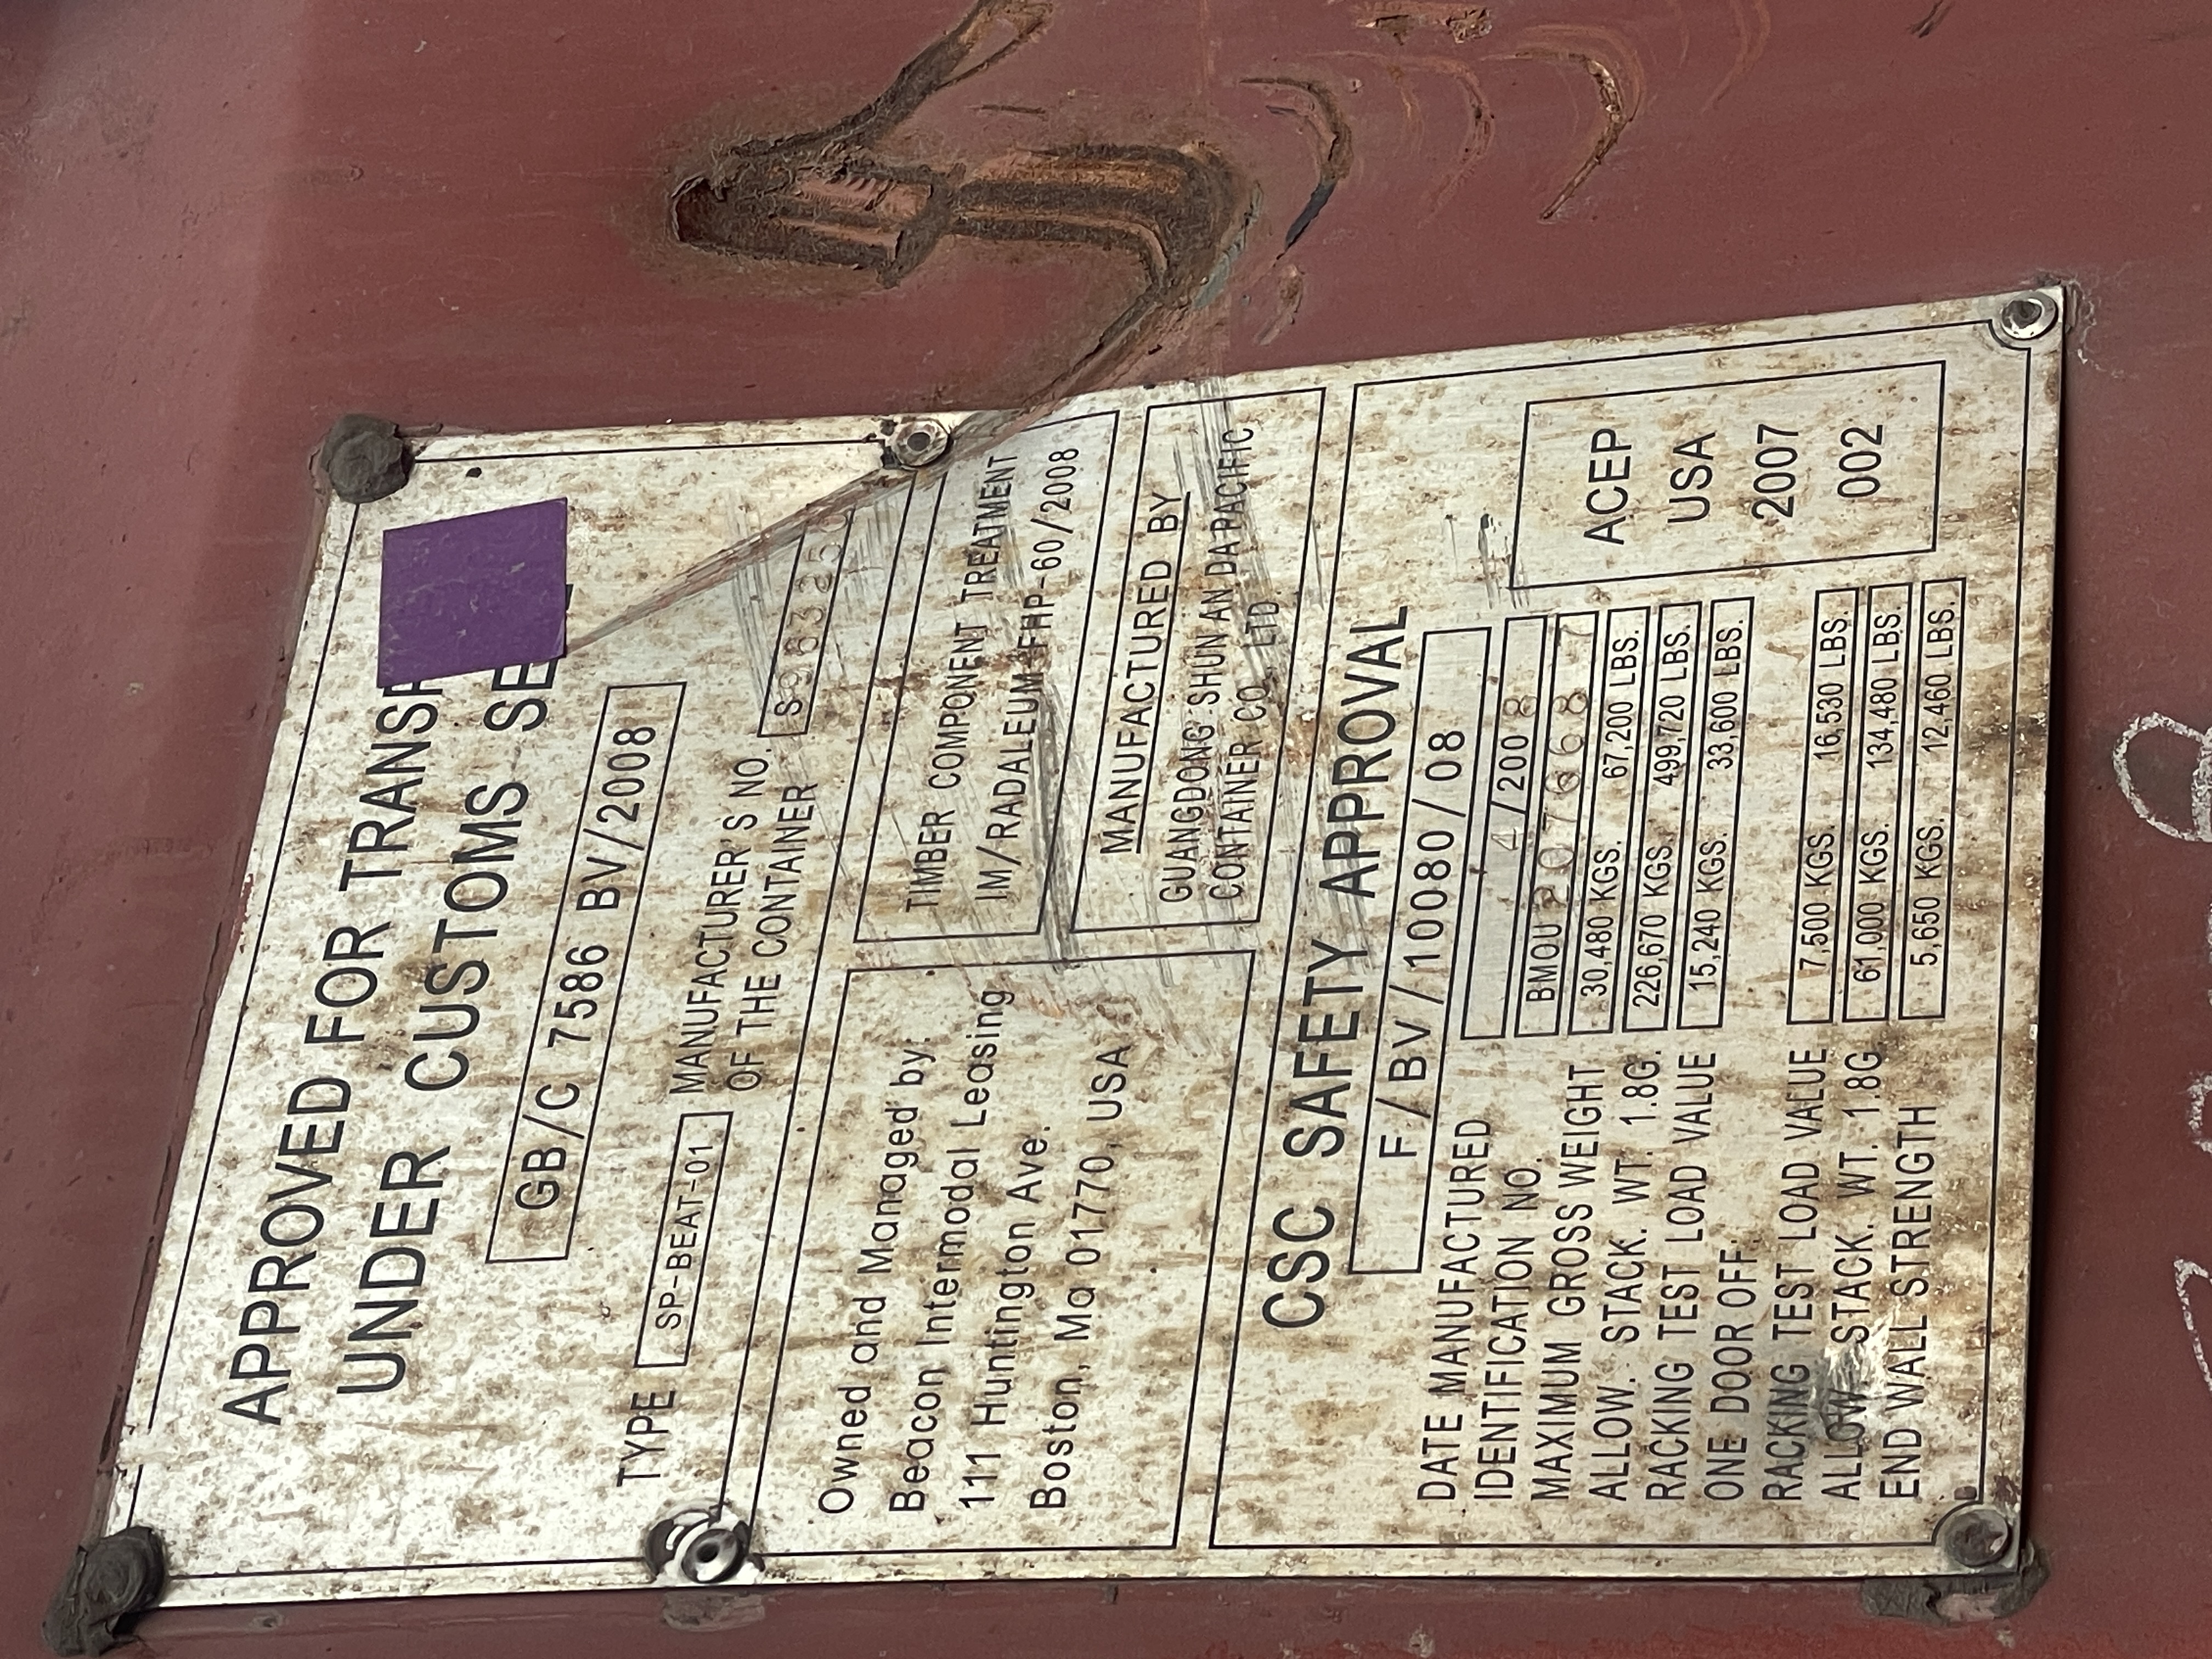 APPROVED FOR TRANSP
UNDER CUSTOMS SE
GB/C 7586 BV/2008
TYPE SP-BEAT-01 MANUFACTURER'S NO.
OF THE CONTAINER
Owned and Managed by:
Beacon Intermodal Leasing
111 Huntington Ave.
Boston, Ma 01770, USA
TIMBER COMPONENT TREATMENT
IM/RADALEUM FHP-60/2008
MANUFACTURED BY
GUANGDONG SHUN AN DA PACIFIC
CONTAINER CO., LTD.
CSC SAFETY APPROVAL
F/BV/10080/08
DATE MANUFACTURED 4/2008
IDENTIFICATION NO. BMOU
MAXIMUM GROSS WEIGHT 30,480 KGS. 67,200 LBS.
ALLOW. STACK. WT. 1.8G. 226,670 KGS. 499,720 LBS.
RACKING TEST LOAD VALUE 15,240 KGS. 33,600 LBS.
ONE DOOR OFF.
RACKING TEST LOAD VALUE 7,500 KGS. 16,530 LBS.
ALLOW. STACK. WT. 1.8G 61,000 KGS. 134,480 LBS.
END WALL STRENGTH 5,650 KGS. 12,460 LBS.
ACEP
USA
2007
002